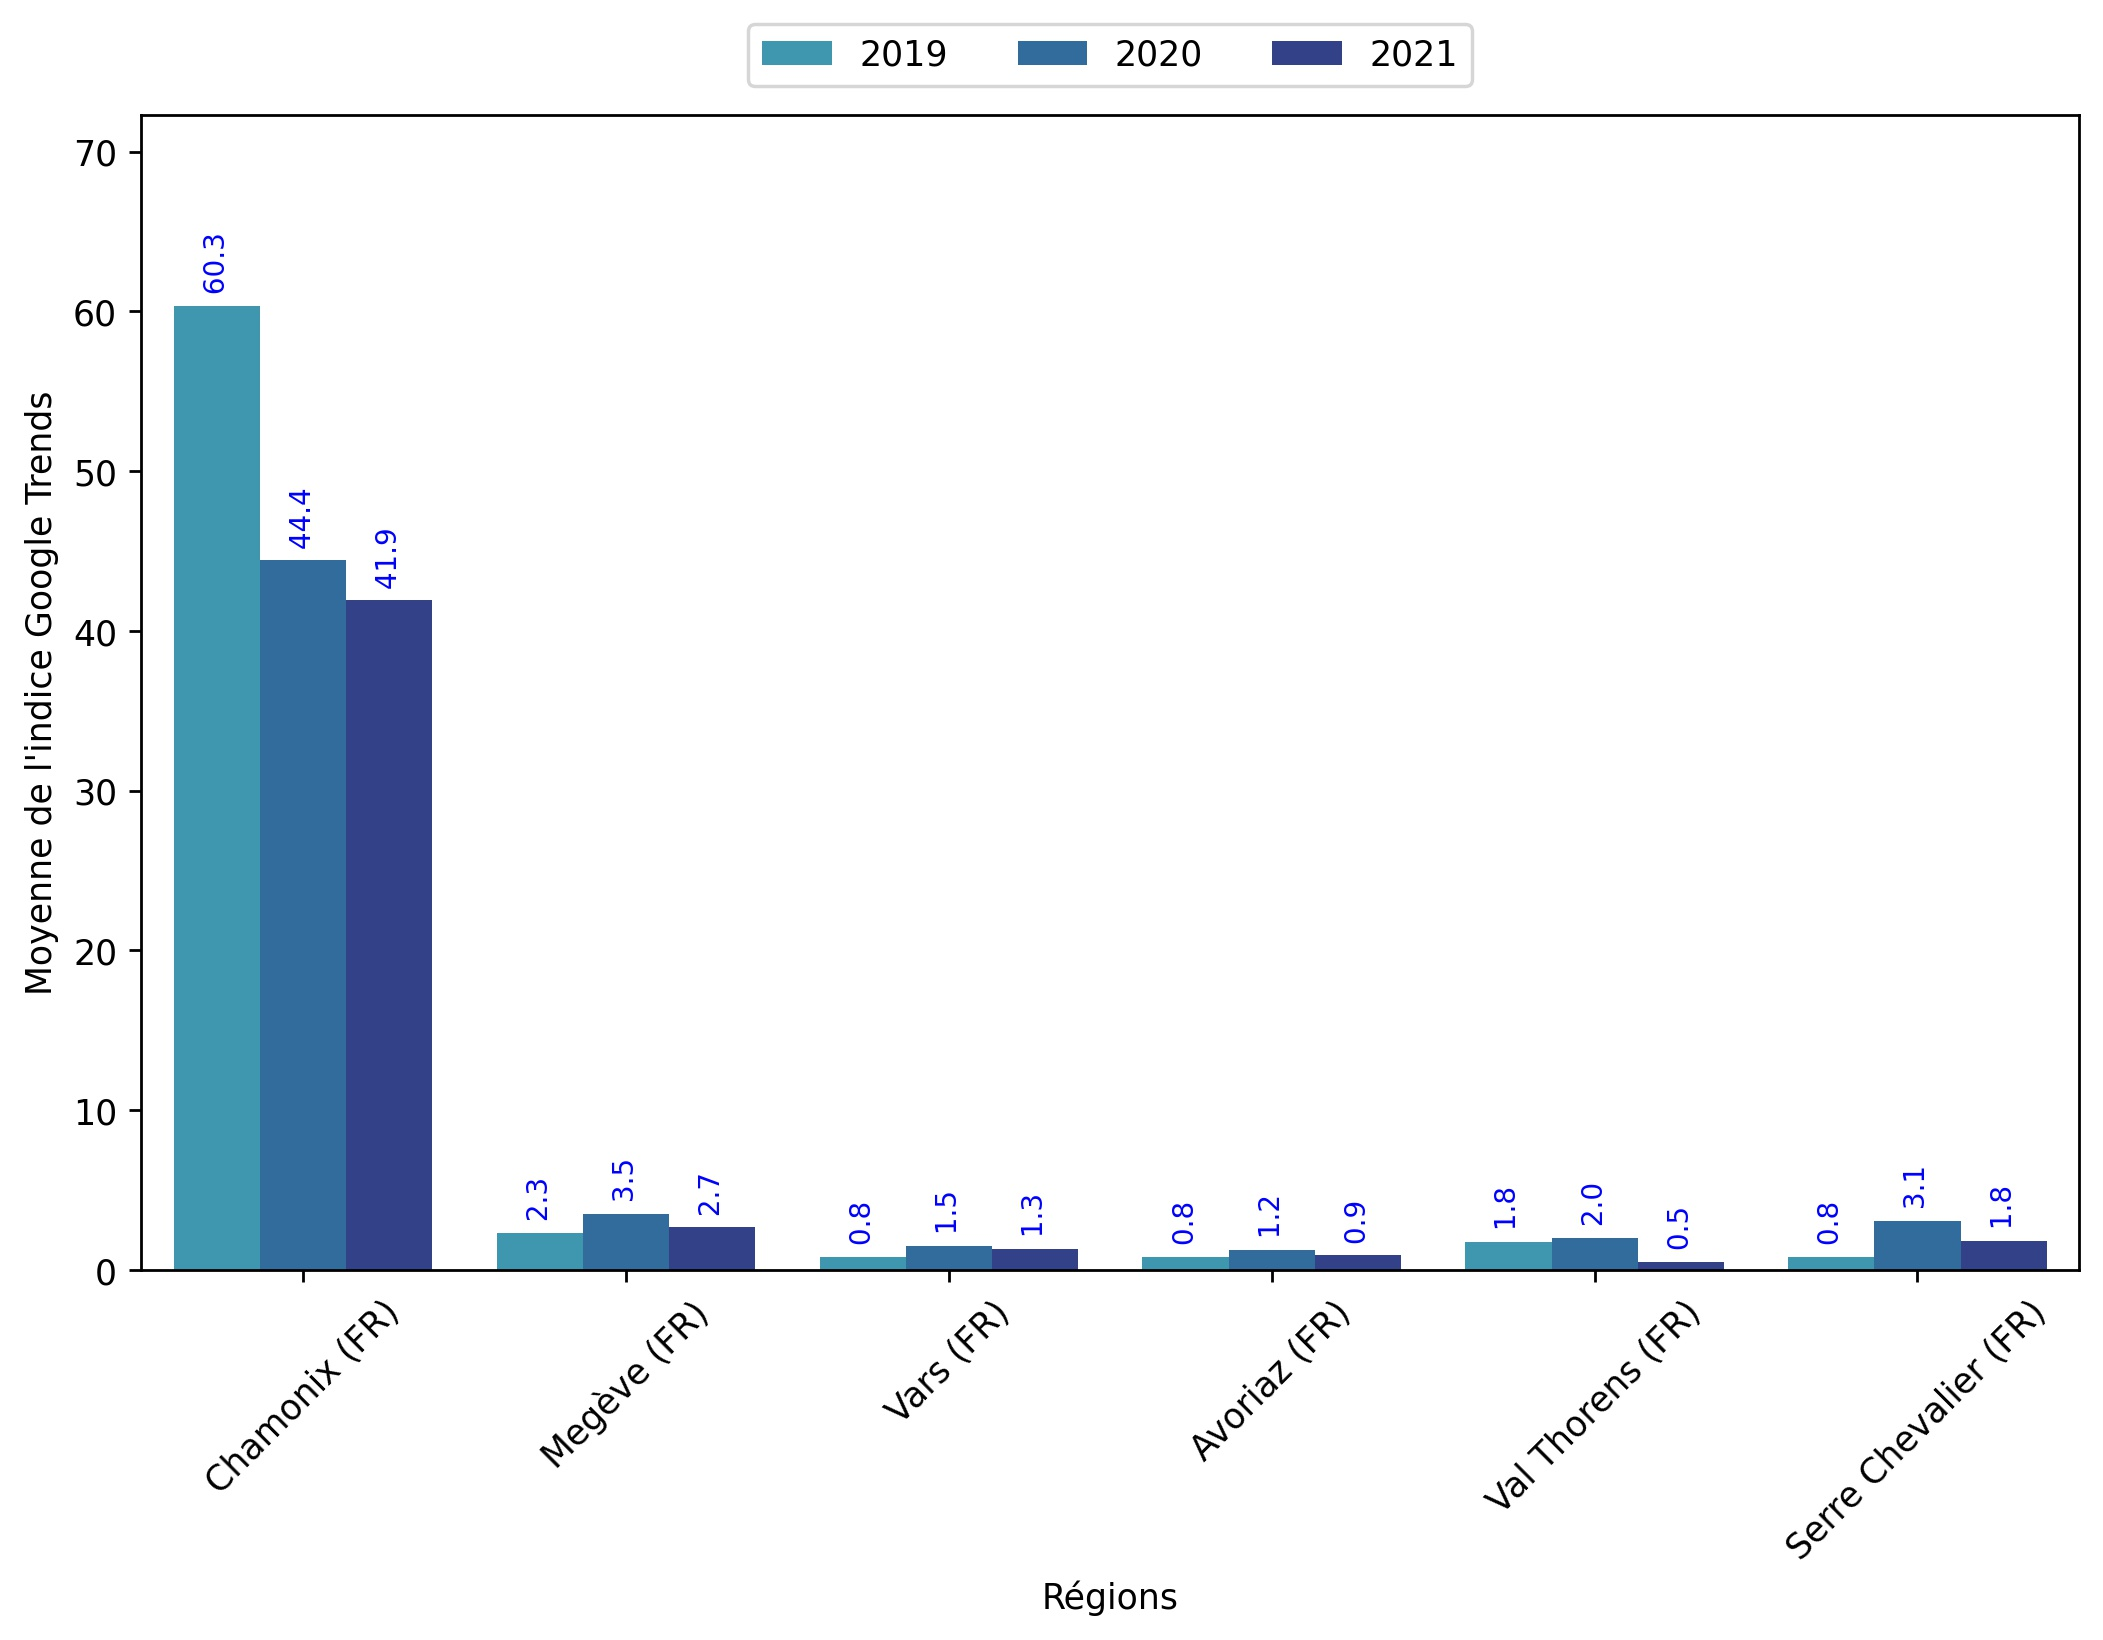 2019 2020 2021
Moyenne de l'indice Google Trends
70
60
50
40
30
20
10
0
60.3 44.4 41.9
2.3 3.5 2.7
0.8 1.5 1.3
0.8 1.2 0.9
1.8 2.0 0.5
0.8 3.1 1.8
Chamonix (FR)
Megève (FR)
Vars (FR)
Avoriaz (FR)
Val Thorens (FR)
Serre Chevalier (FR)
Régions